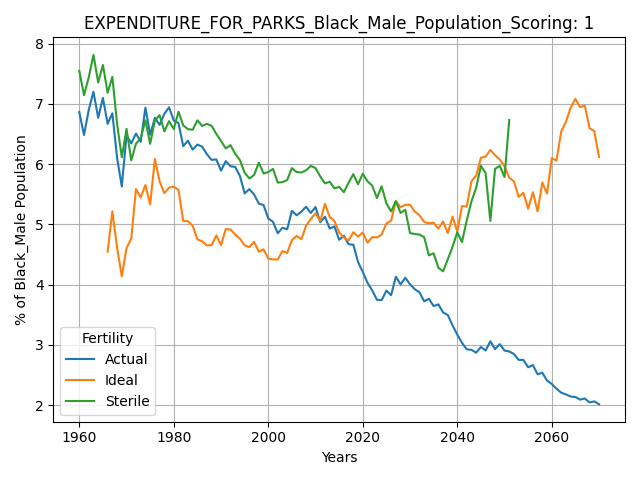 EXPENDITURE_FOR_PARKS_Black_Male_Population_Scoring: 1
% of Black_Male Population
8
7
6
5
4
3
2
Fertility
Actual
Ideal
Sterile
1960
1980
2000
2020
2040
2060
Years